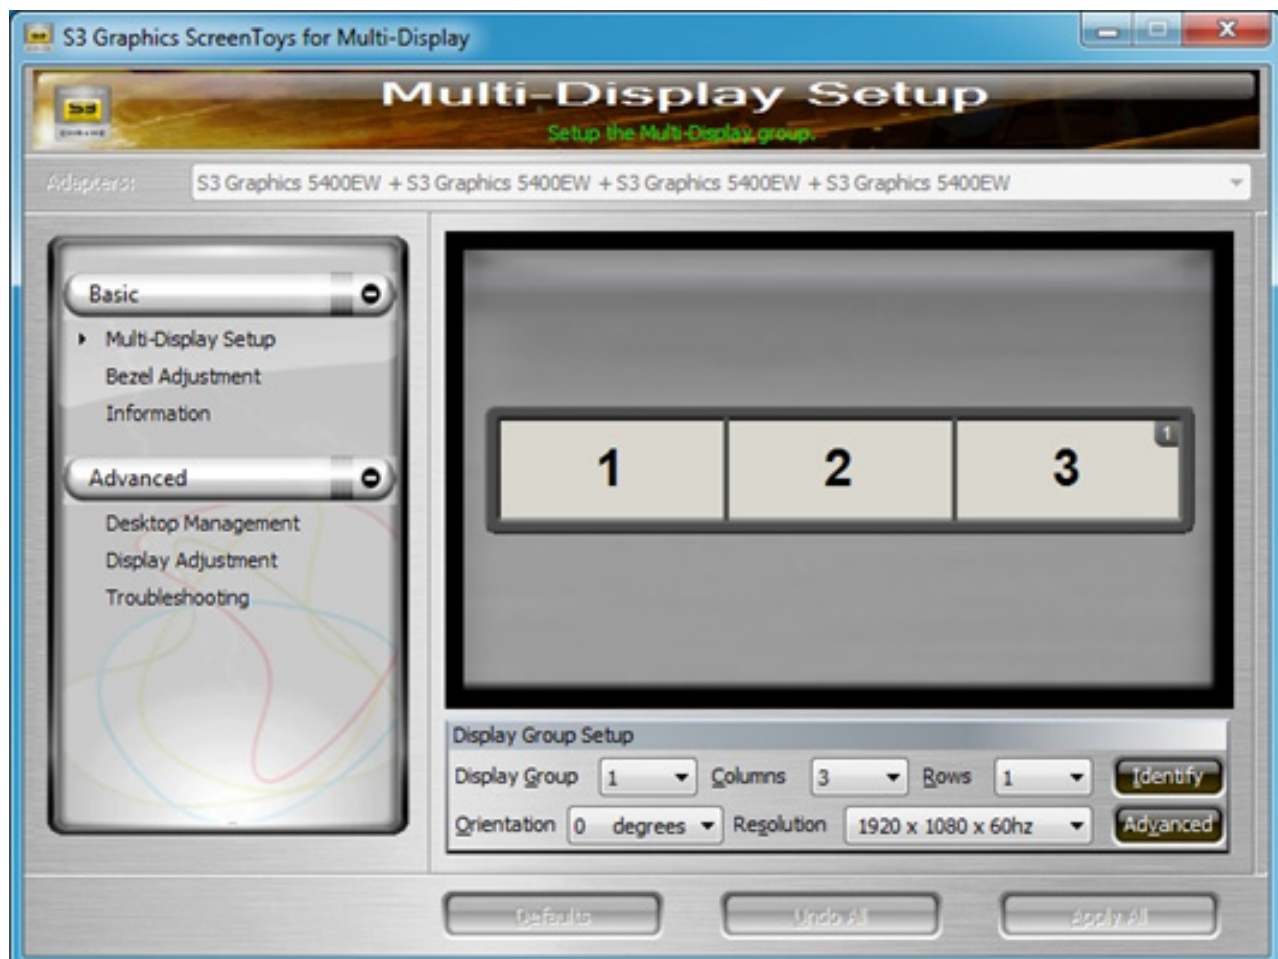 S3 Graphics ScreenToys for Multi-Display
Multi-Display Setup
Setup the Multi-Display group.
S3
Adapters:
S3 Graphics 5400EW + S3 Graphics 5400EW + S3 Graphics 5400EW + S3 Graphics 5400EW
Basic
Multi-Display Setup
Bezel Adjustment
Information
Advanced
Desktop Management
Display Adjustment
Troubleshooting
1
2
3
1
Display Group Setup
Display Group 1 Columns 3 Rows 1 Identify
Orientation 0 degrees Resolution 1920 x 1080 x 60hz Advanced
Defaults Undo All Apply All